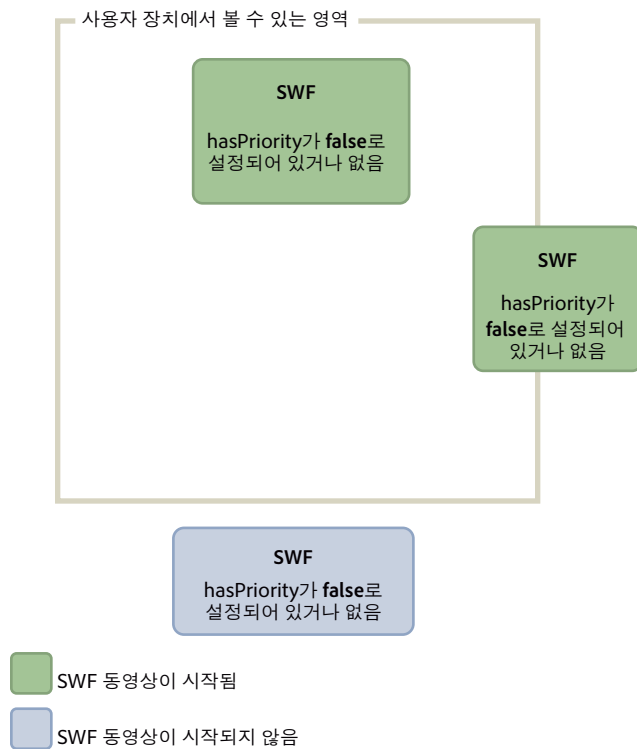 사용자 장치에서 볼 수 있는 영역
SWF
hasPriority가 false로
설정되어 있거나 없음
SWF
hasPriority가
false로 설정되어
있거나 없음
SWF
hasPriority가 false로
설정되어 있거나 없음
SWF 동영상이 시작됨
SWF 동영상이 시작되지 않음